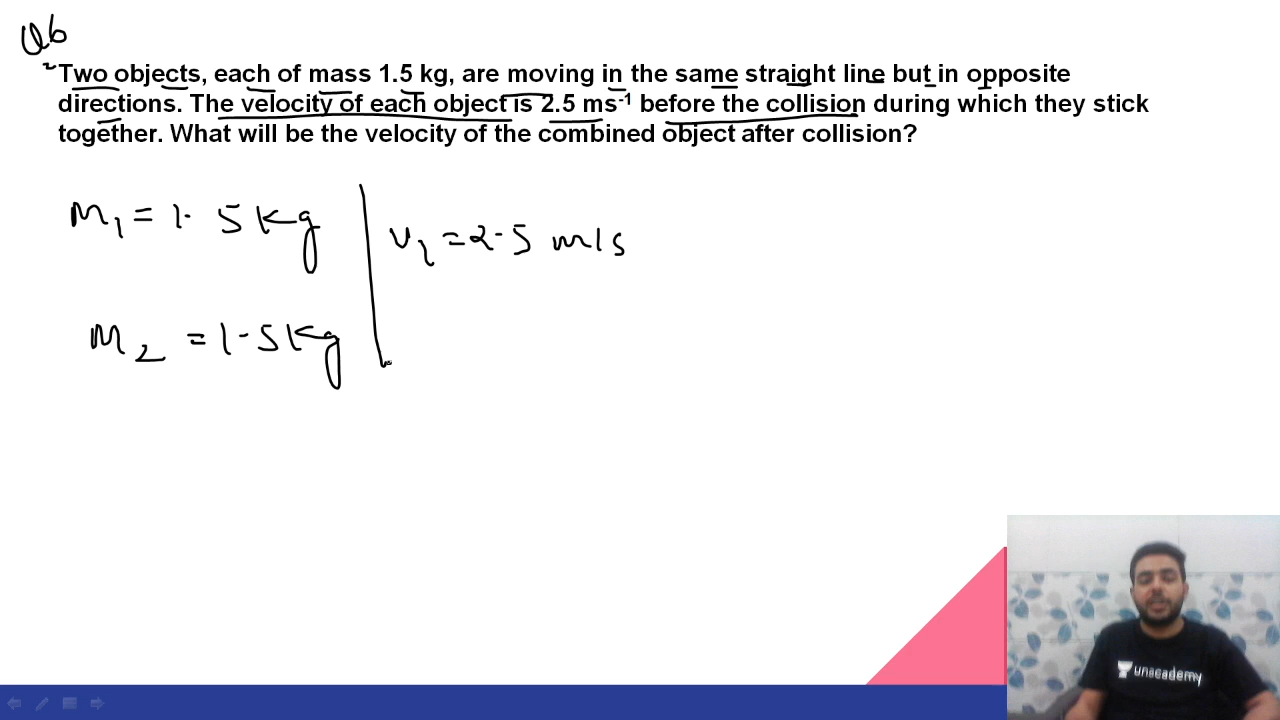 Q6
Two objects, each of mass 1.5 kg, are moving in the same straight line but in opposite
directions. The velocity of each object is 2.5 ms⁻¹ before the collision during which they stick
together. What will be the velocity of the combined object after collision?
M₁ = 1.5 kg
v₁ = 2.5 m/s
M₂ = 1.5 kg
unacademy